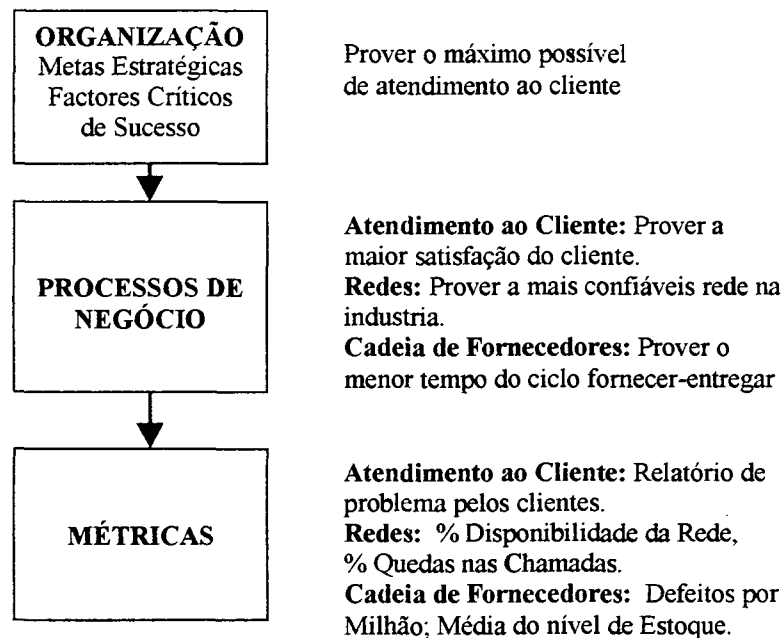 ORGANIZAÇÃO
Metas Estratégicas
Factores Críticos
de Sucesso
Prover o máximo possível
de atendimento ao cliente
PROCESSOS DE
NEGÓCIO
Atendimento ao Cliente: Prover a
maior satisfação do cliente.
Redes: Prover a mais confiáveis rede na
industria.
Cadeia de Fornecedores: Prover o
menor tempo do ciclo fornecer-entregar
MÉTRICAS
Atendimento ao Cliente: Relatório de
problema pelos clientes.
Redes: % Disponibilidade da Rede,
% Quedas nas Chamadas.
Cadeia de Fornecedores: Defeitos por
Milhão; Média do nível de Estoque.